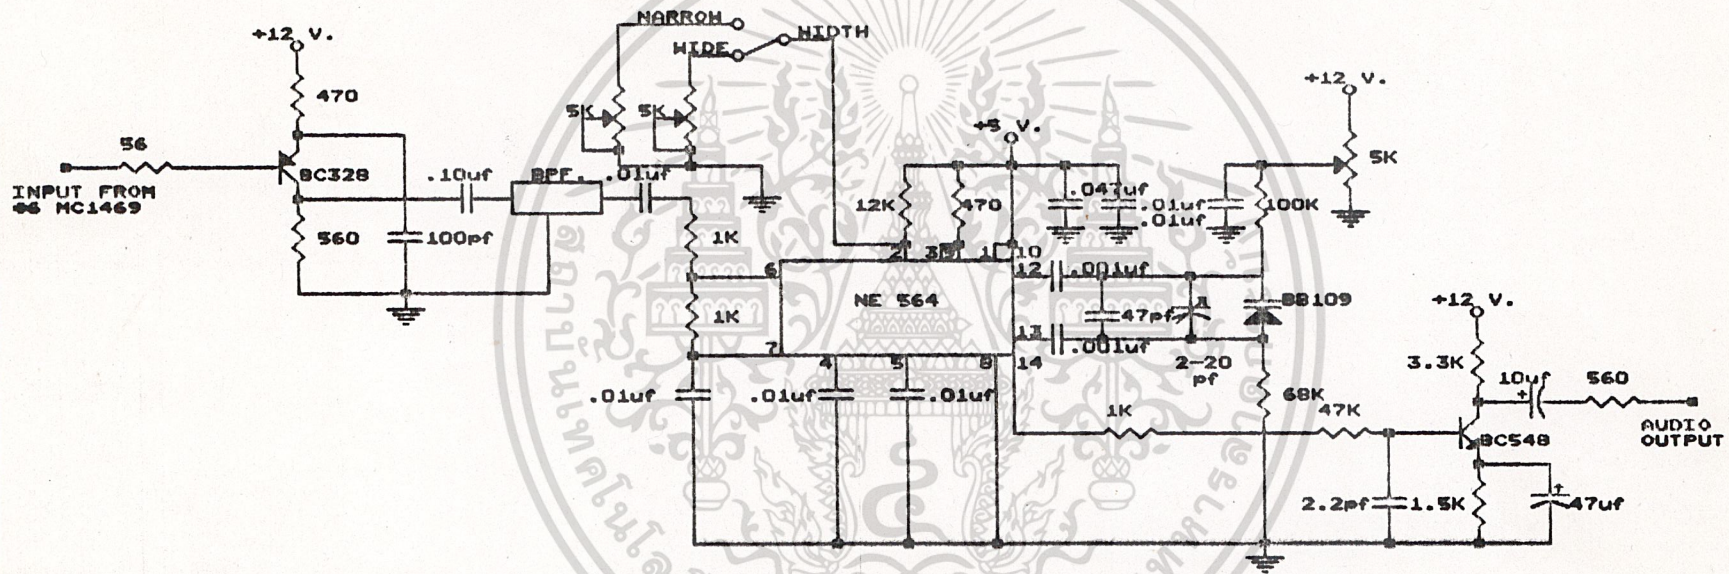 NARROW
WIDE
WIDTH
+12 V.
470
56
INPUT FROM
#6 MC1469
BC328
560
.10uf
100pf
BPF.
.01uf
5K
5K
1K
1K
+5 V.
12K
470
.047uf
.01uf
.01uf
100K
+12 V.
5K
2
3
9
1
10
6
7
NE 564
12
13
14
4
5
8
.001uf
.001uf
47pf
2-20
pf
BB109
.01uf
.01uf
.01uf
1K
68K
47K
+12 V.
3.3K
10uf
+
560
AUDIO
OUTPUT
BC548
2.2pf
1.5K
+
47uf